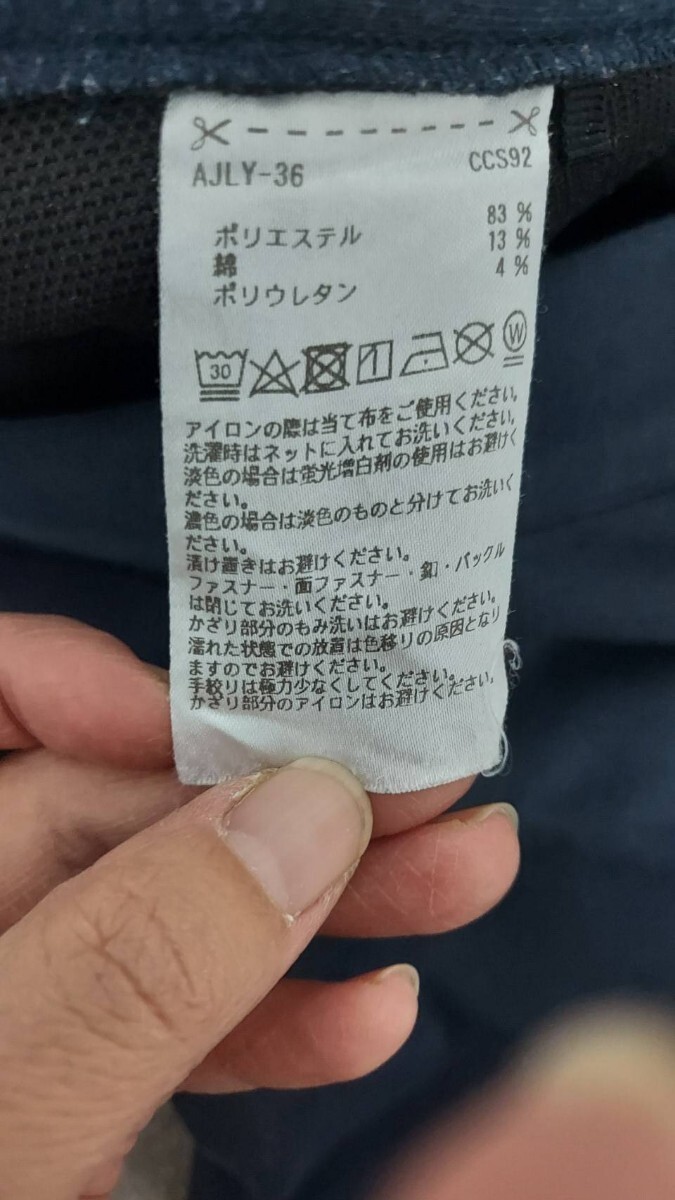 AJLY-36 CCS92
ポリエステル 83 %
綿 13 %
ポリウレタン 4 %
30 W
アイロンの際は当て布をご使用ください。
洗濯時はネットに入れてお洗いください。
淡色の場合は蛍光増白剤の使用はお避けく
ださい。
濃色の場合は淡色のものと分けてお洗いく
ださい。
漬け置きはお避けください。
ファスナー・面ファスナー・釦・バックル
は閉じてお洗いください。
かざり部分のもみ洗いはお避けください。
濡れた状態での放置は色移りの原因となり
ますのでお避けください。
手絞りは極力少なくしてください。
かざり部分のアイロンはお避けください。